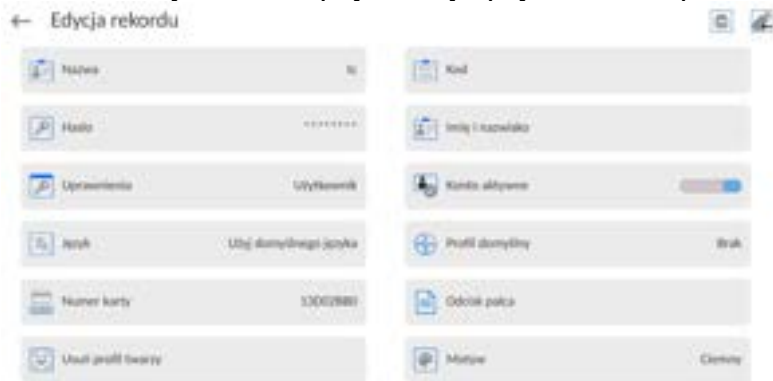 Edycja rekordu
Nazwa
Kod
Hasło ********
Imię i nazwisko
Uprawnienia Użytkownik
Konto aktywne
Język Użyj domyślnego języka
Profil domyślny Brak
Numer karty
Odcisk palca
Usuń profil twarzy
Motyw Ciemny